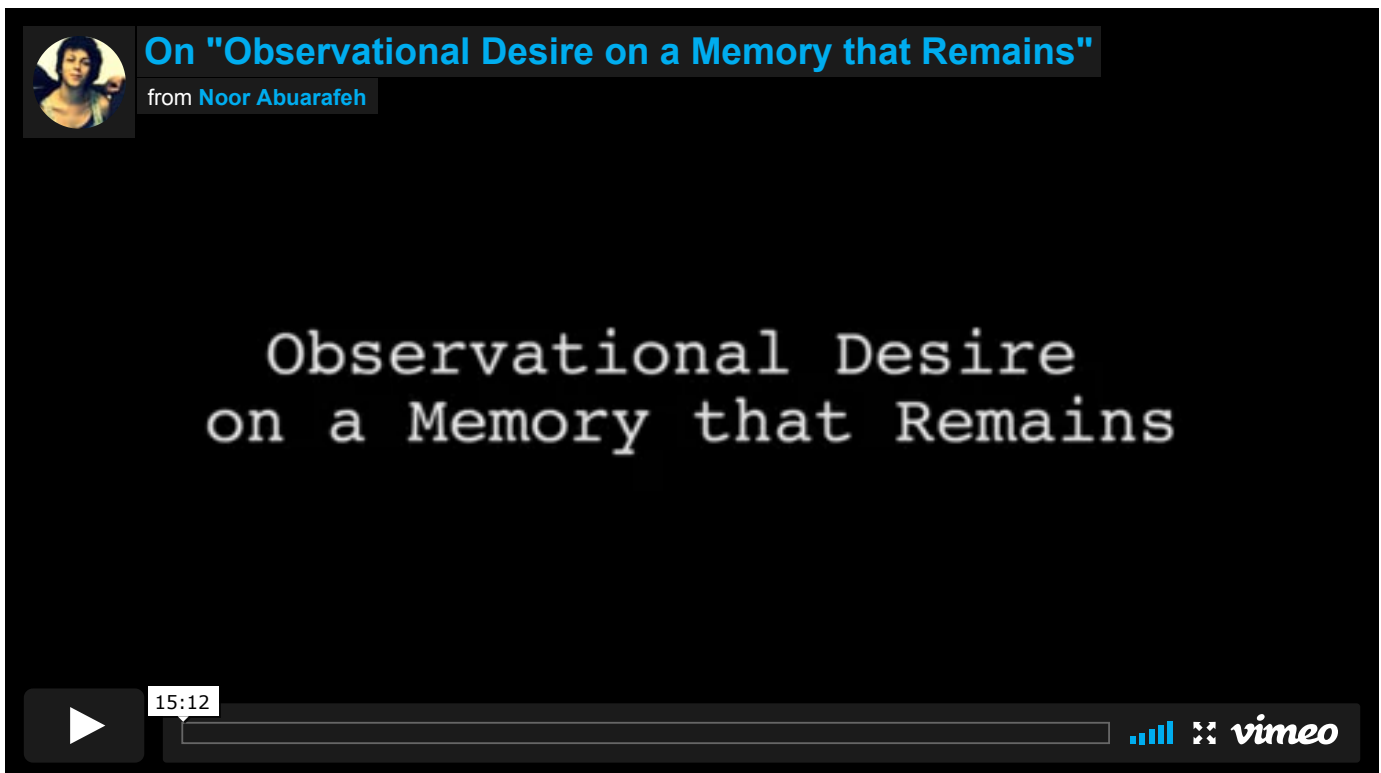 On "Observational Desire on a Memory that Remains"
from Noor Abuarafeh
Observational Desire
on a Memory that Remains
15:12
vimeo